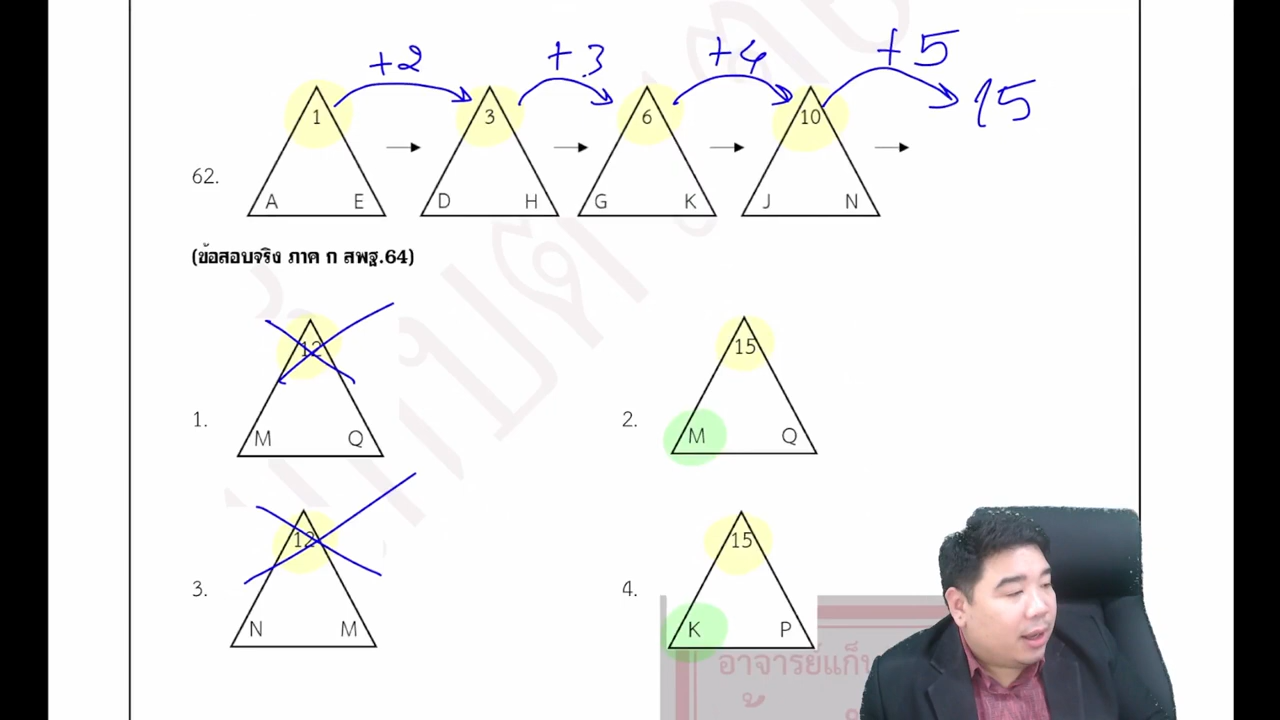 +2 +3 +4 +5
1 3 6 10 15
62.
A E D H G K J N
(ข้อสอบจริง ภาค ก สพฐ.64)
12 15
1. M Q 2. M Q
12 15
3. N M 4. K P
อาจารย์แก็